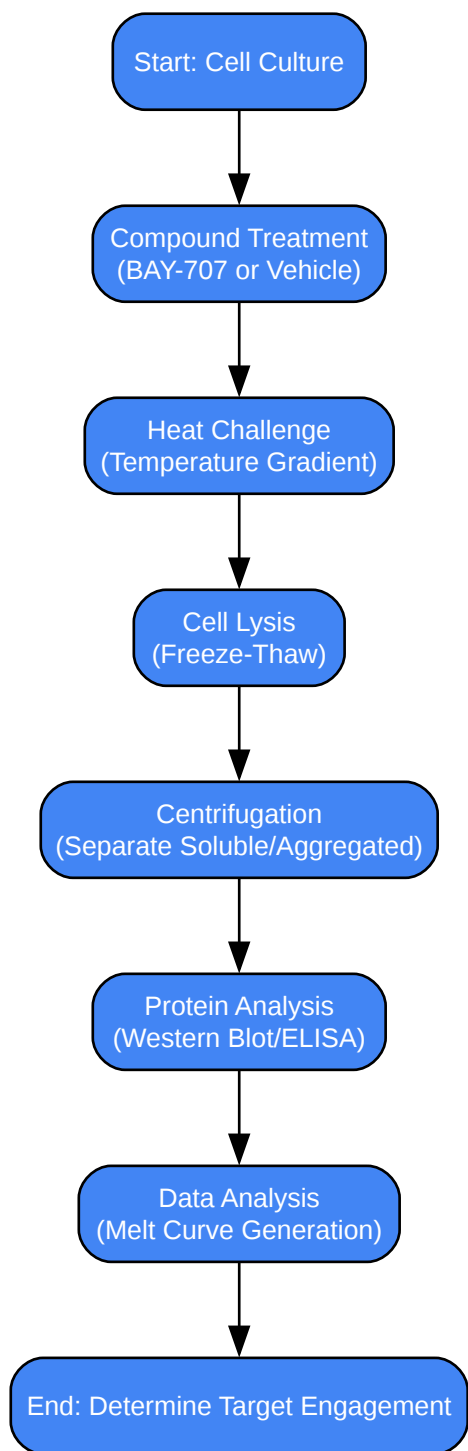 Start: Cell Culture
Compound Treatment
(BAY-707 or Vehicle)
Heat Challenge
(Temperature Gradient)
Cell Lysis
(Freeze-Thaw)
Centrifugation
(Separate Soluble/Aggregated)
Protein Analysis
(Western Blot/ELISA)
Data Analysis
(Melt Curve Generation)
End: Determine Target Engagement